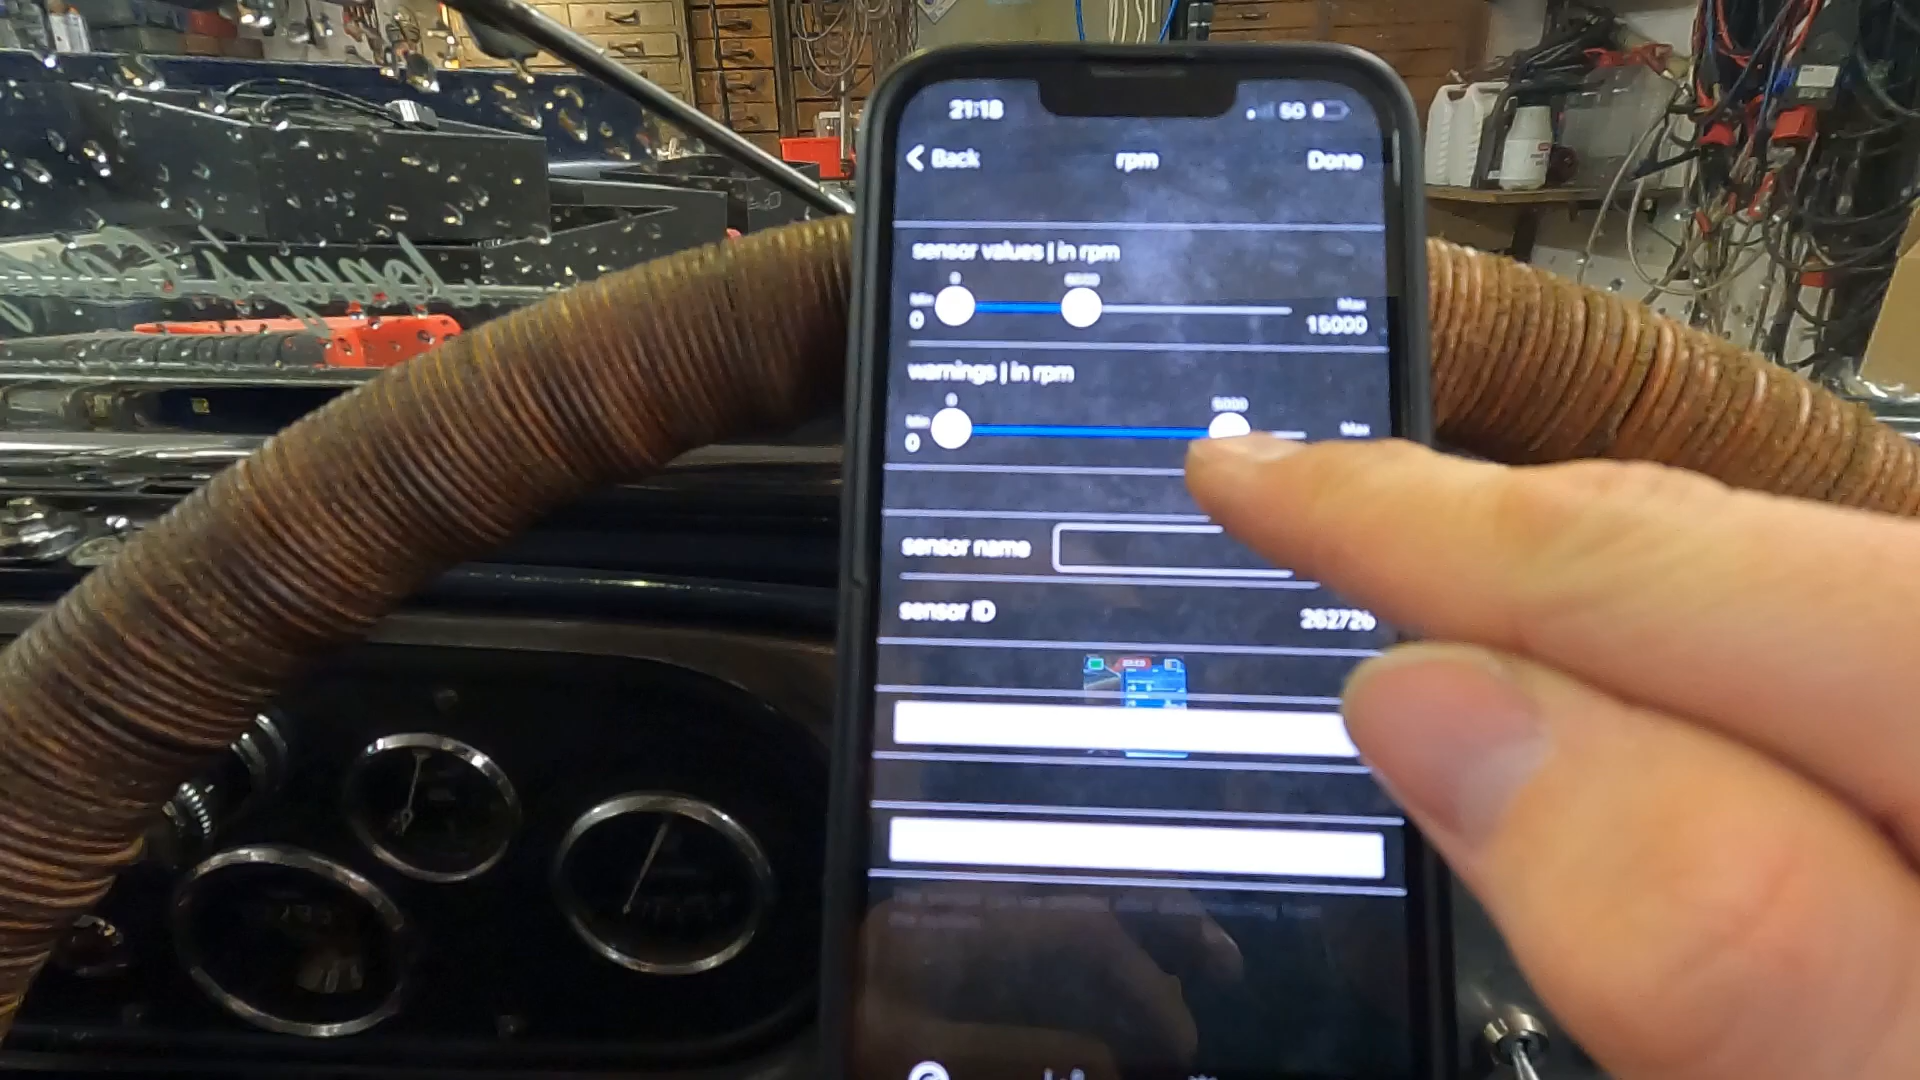 21:18
5G
Back
rpm
Done
sensor values | in rpm
0
Min
Max
0
15000
warnings | in rpm
0
5000
Min
Max
0
sensor name
sensor ID
262726